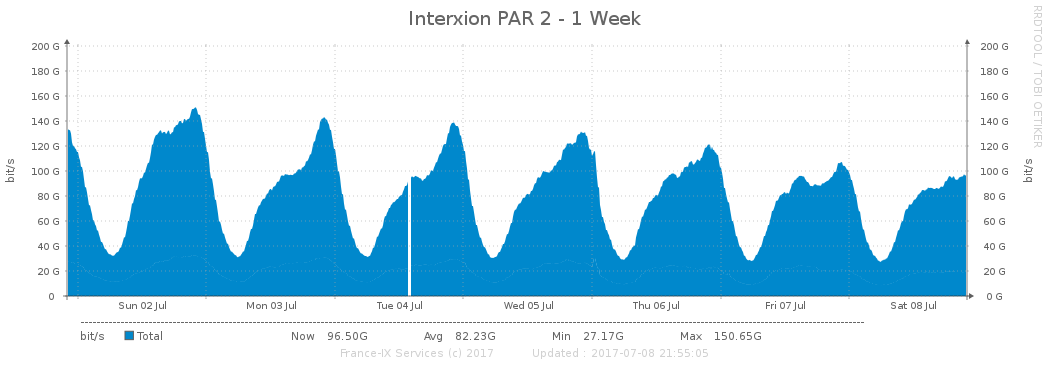 Interxion PAR 2 - 1 Week
RRDTOOL / TOBI OETIKER
bit/s
200 G 200 G
180 G 180 G
160 G 160 G
140 G 140 G
120 G 120 G
100 G 100 G
80 G 80 G
60 G 60 G
40 G 40 G
20 G 20 G
0 0 G
bit/s
Sun 02 Jul Mon 03 Jul Tue 04 Jul Wed 05 Jul Thu 06 Jul Fri 07 Jul Sat 08 Jul
bit/s Total Now 96.50G Avg 82.23G Min 27.17G Max 150.65G
France-IX Services (c) 2017 Updated : 2017-07-08 21:55:05